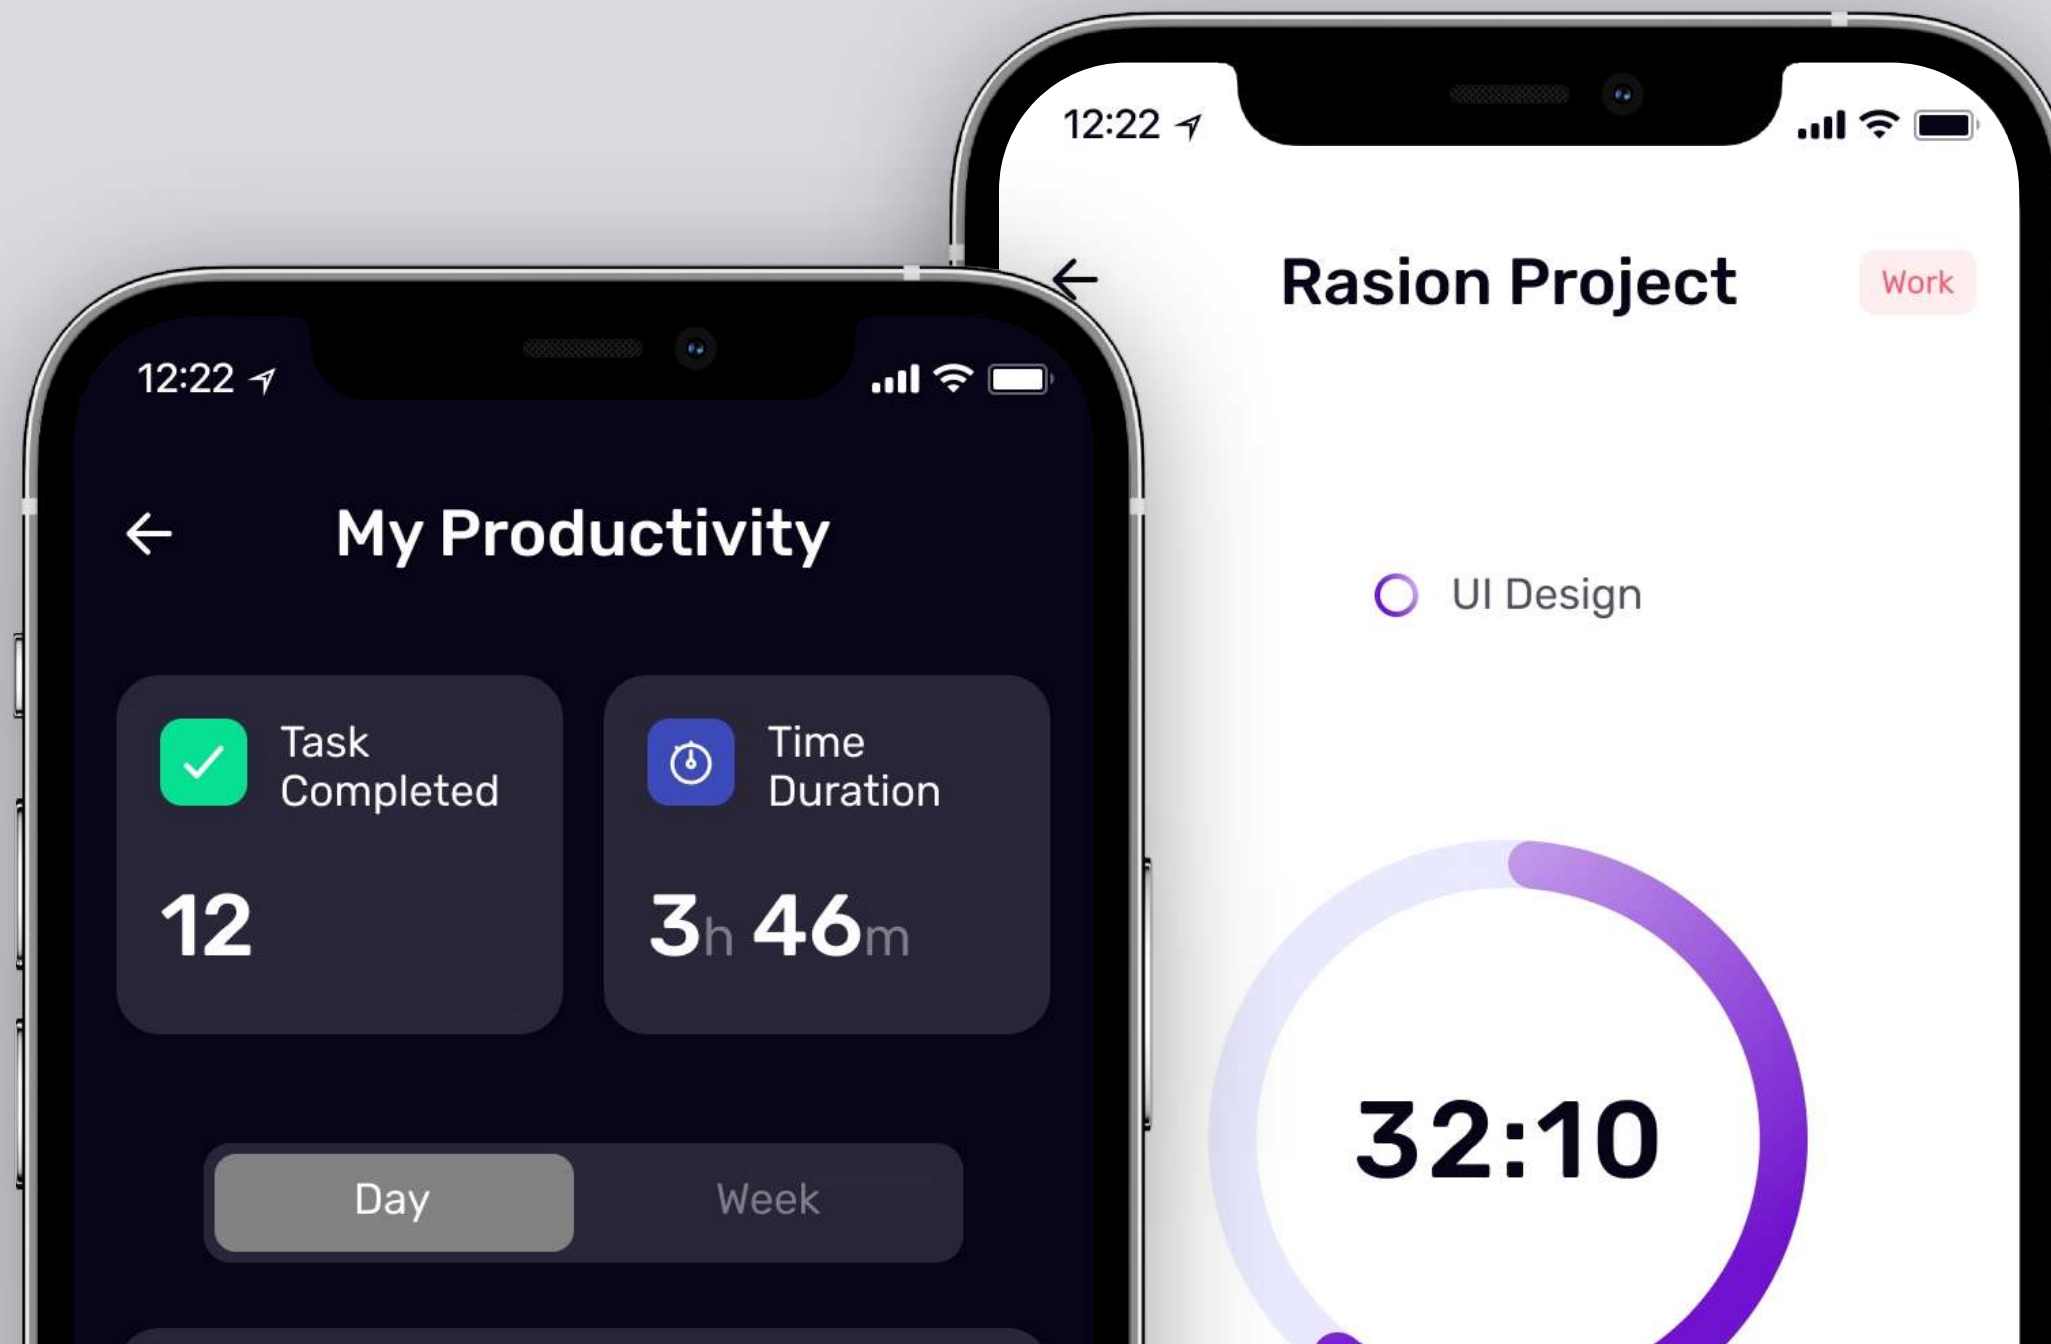 12:22
My Productivity
Task
Completed
12
Time
Duration
3h 46m
Day
Week
12:22
Rasion Project
Work
UI Design
32:10